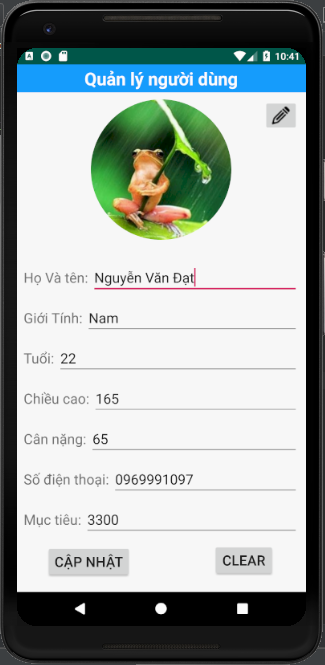 10:41
Quản lý người dùng
Họ Và tên: Nguyễn Văn Đạt
Giới Tính: Nam
Tuổi: 22
Chiều cao: 165
Cân nặng: 65
Số điện thoại: 0969991097
Mục tiêu: 3300
CẬP NHẬT CLEAR